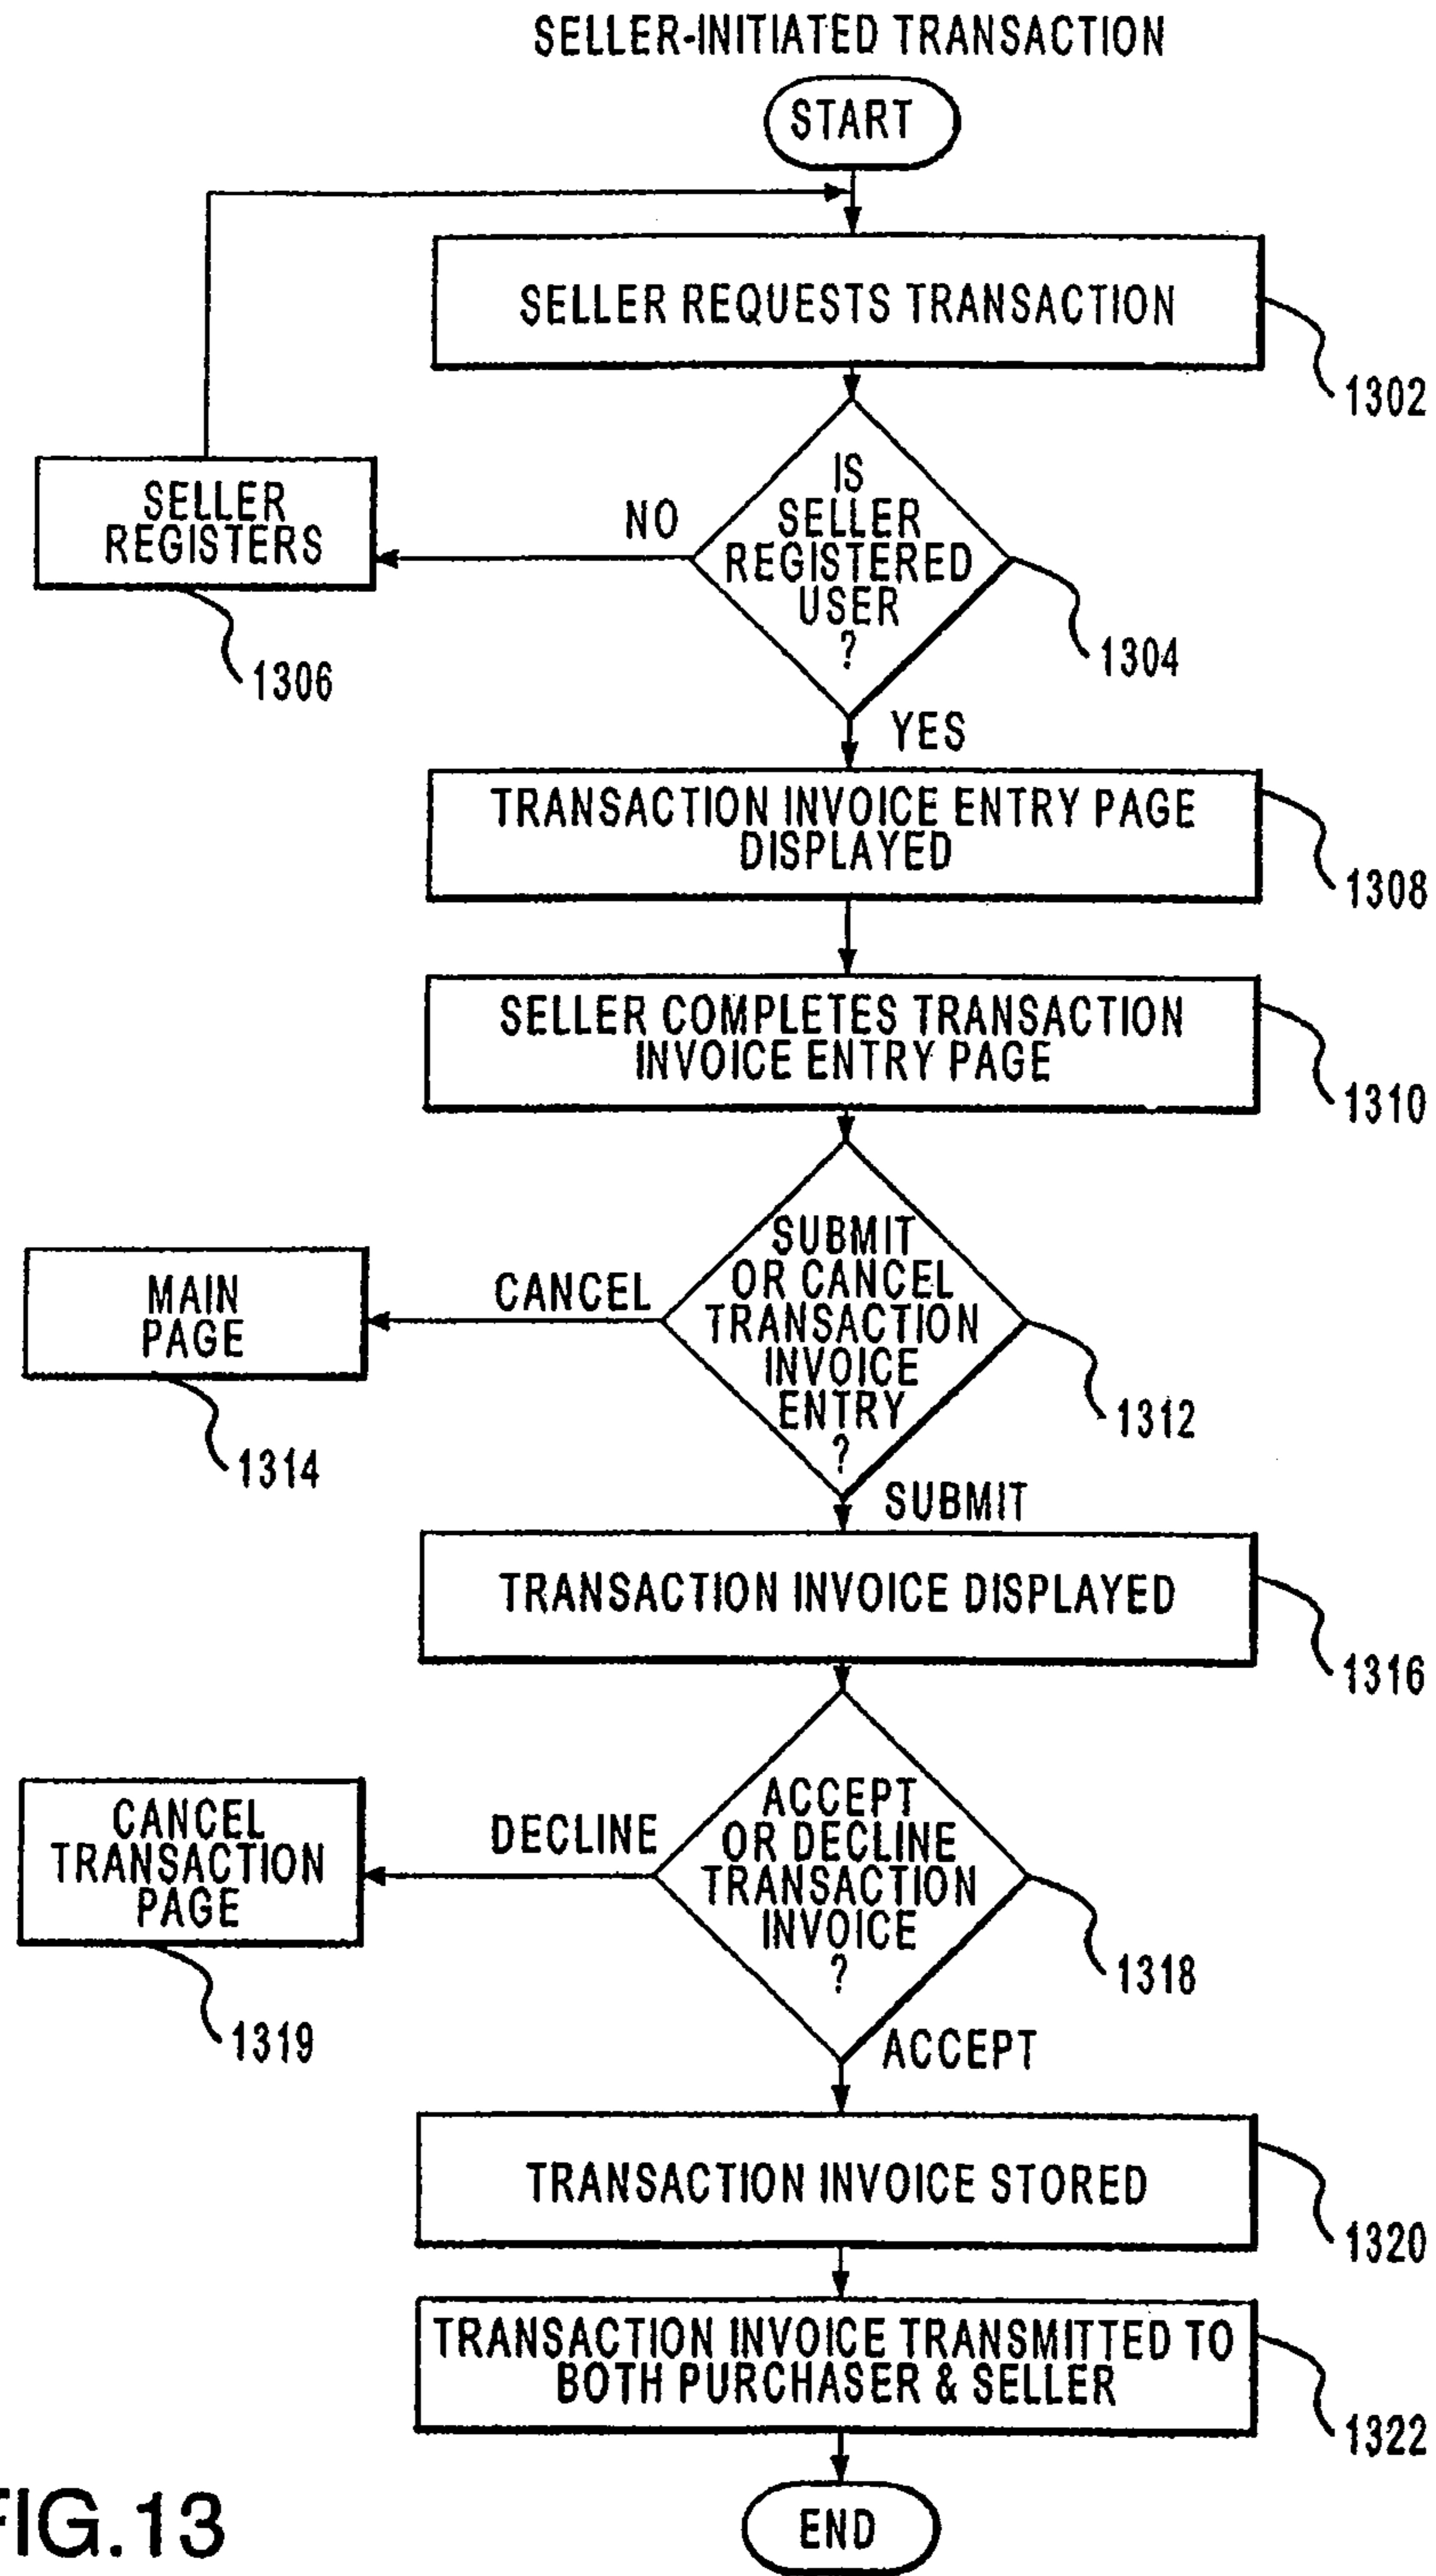 SELLER-INITIATED TRANSACTION
START
SELLER REQUESTS TRANSACTION
1302
IS
SELLER
REGISTERED
USER
?
NO
SELLER
REGISTERS
1304
1306
YES
TRANSACTION INVOICE ENTRY PAGE
DISPLAYED
1308
SELLER COMPLETES TRANSACTION
INVOICE ENTRY PAGE
1310
SUBMIT
OR CANCEL
TRANSACTION
INVOICE
ENTRY
?
CANCEL
MAIN
PAGE
1312
1314
SUBMIT
TRANSACTION INVOICE DISPLAYED
1316
ACCEPT
OR DECLINE
TRANSACTION
INVOICE
?
DECLINE
CANCEL
TRANSACTION
PAGE
1318
1319
ACCEPT
TRANSACTION INVOICE STORED
1320
TRANSACTION INVOICE TRANSMITTED TO
BOTH PURCHASER & SELLER
1322
END
FIG.13